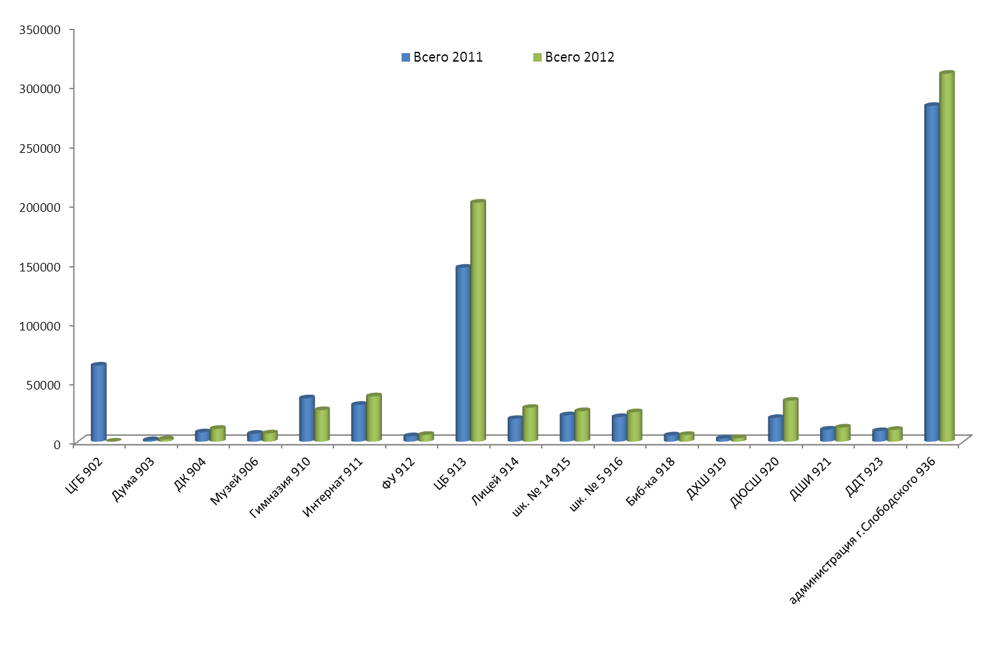 350000
Всего 2011 Всего 2012
300000
250000
200000
150000
100000
50000
0
ЦГБ 902
Дума 903
ДК 904
Музей 906
Гимназия 910
Интернат 911
ФУ 912
ЦБ 913
Лицей 914
шк. № 14 915
шк. № 5 916
Биб-ка 918
ДХШ 919
ДЮСШ 920
ДШИ 921
ДДТ 923
администрация г.Слободского 936